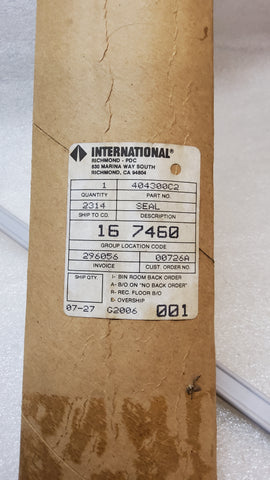 INTERNATIONAL®
RICHMOND - PDC
830 MARINA WAY SOUTH
RICHMOND, CA 94804
1 404300C2
QUANTITY PART NO.
2314 SEAL
SHIP TO CD. DESCRIPTION
16 7460
GROUP LOCATION CODE
296056 00726A
INVOICE CUST. ORDER NO.
SHIP QTY I- BIN ROOM BACK ORDER
A- B/O ON "NO BACK ORDER"
R- REC. FLOOR B/O
E- OVERSHIP
07-27 G2006 001